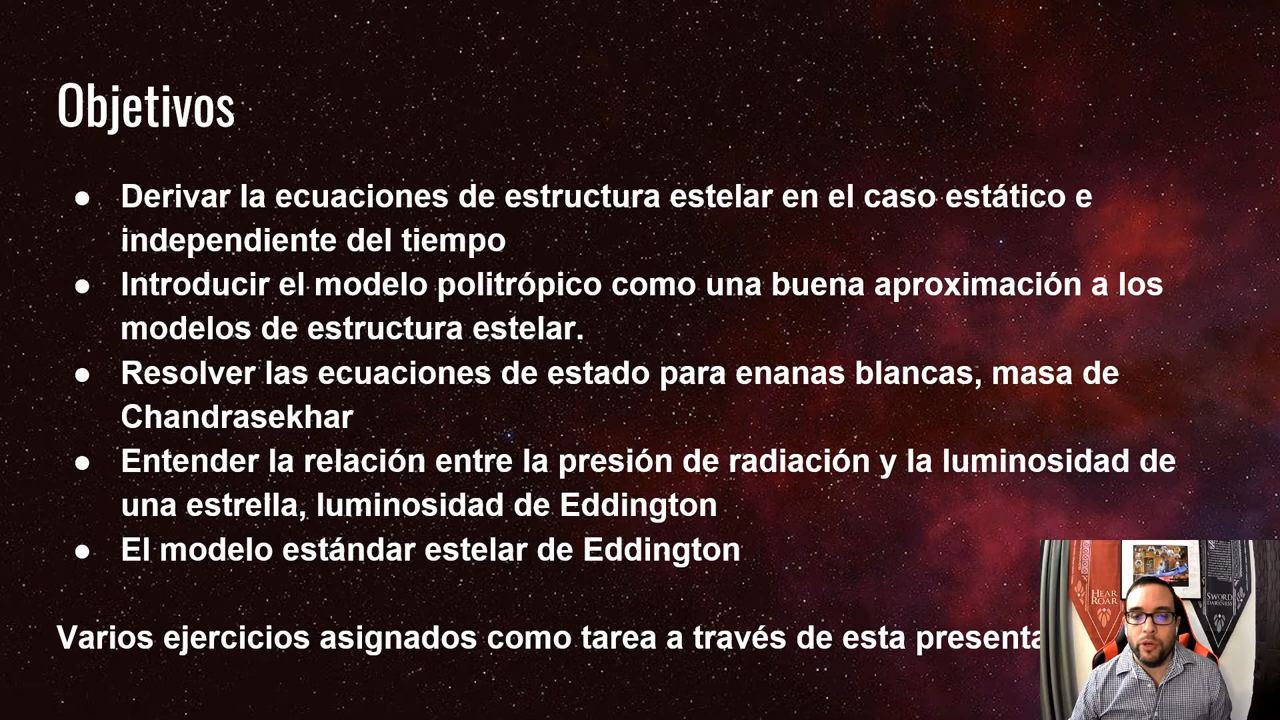 Objetivos
● Derivar la ecuaciones de estructura estelar en el caso estático e
independiente del tiempo
● Introducir el modelo politrópico como una buena aproximación a los
modelos de estructura estelar.
● Resolver las ecuaciones de estado para enanas blancas, masa de
Chandrasekhar
● Entender la relación entre la presión de radiación y la luminosidad de
una estrella, luminosidad de Eddington
● El modelo estándar estelar de Eddington
Varios ejercicios asignados como tarea a través de esta presenta
HEAR
ROAR
SWORD
DARKNESS